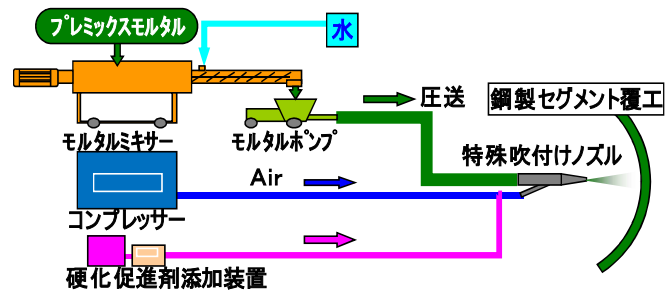 プレミックスモルタル
水
モルタルミキサー
モルタルポンプ
圧送
鋼製セグメント覆工
特殊吹付けノズル
Air
コンプレッサー
硬化促進剤添加装置